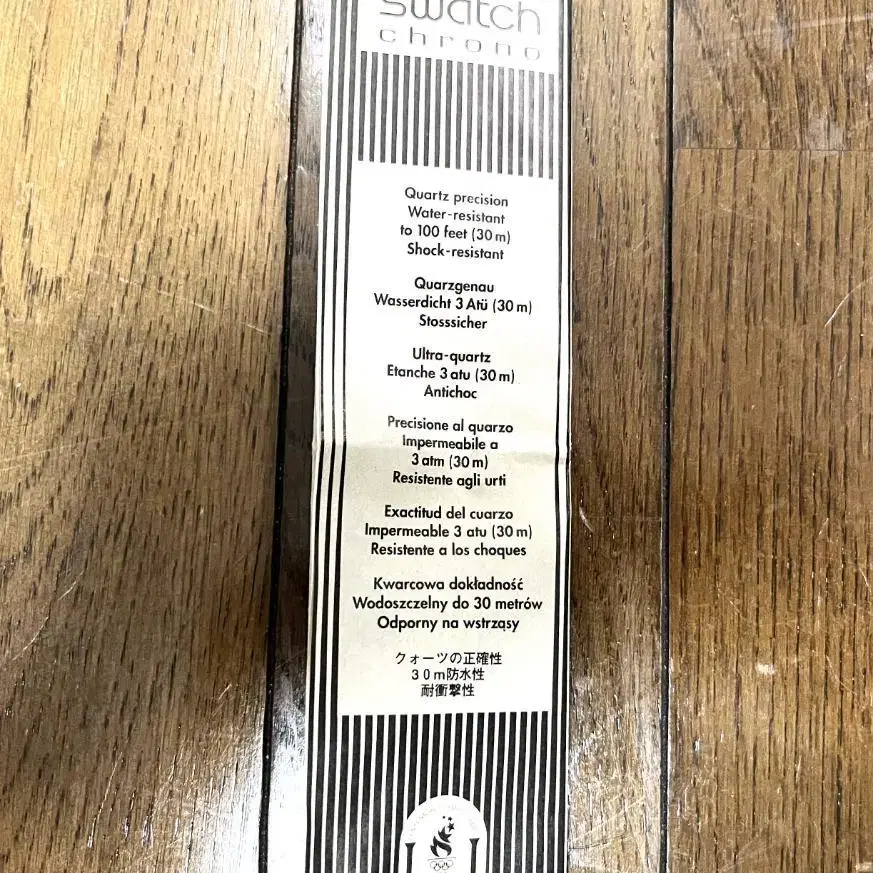 swatch
chrono
Quartz precision
Water-resistant
to 100 feet (30 m)
Shock-resistant
Quarzgenau
Wasserdicht 3 Atü (30 m)
Stosssicher
Ultra-quartz
Etanche 3 atu (30 m)
Antichoc
Precisione al quarzo
Impermeabile a
3 atm (30 m)
Resistente agli urti
Exactitud del cuarzo
Impermeable 3 atu (30 m)
Resistente a los choques
Kwarcowa dokładność
Wodoszczelny do 30 metrów
Odporny na wstrząsy
クォーツの正確性
30m防水性
耐衝撃性